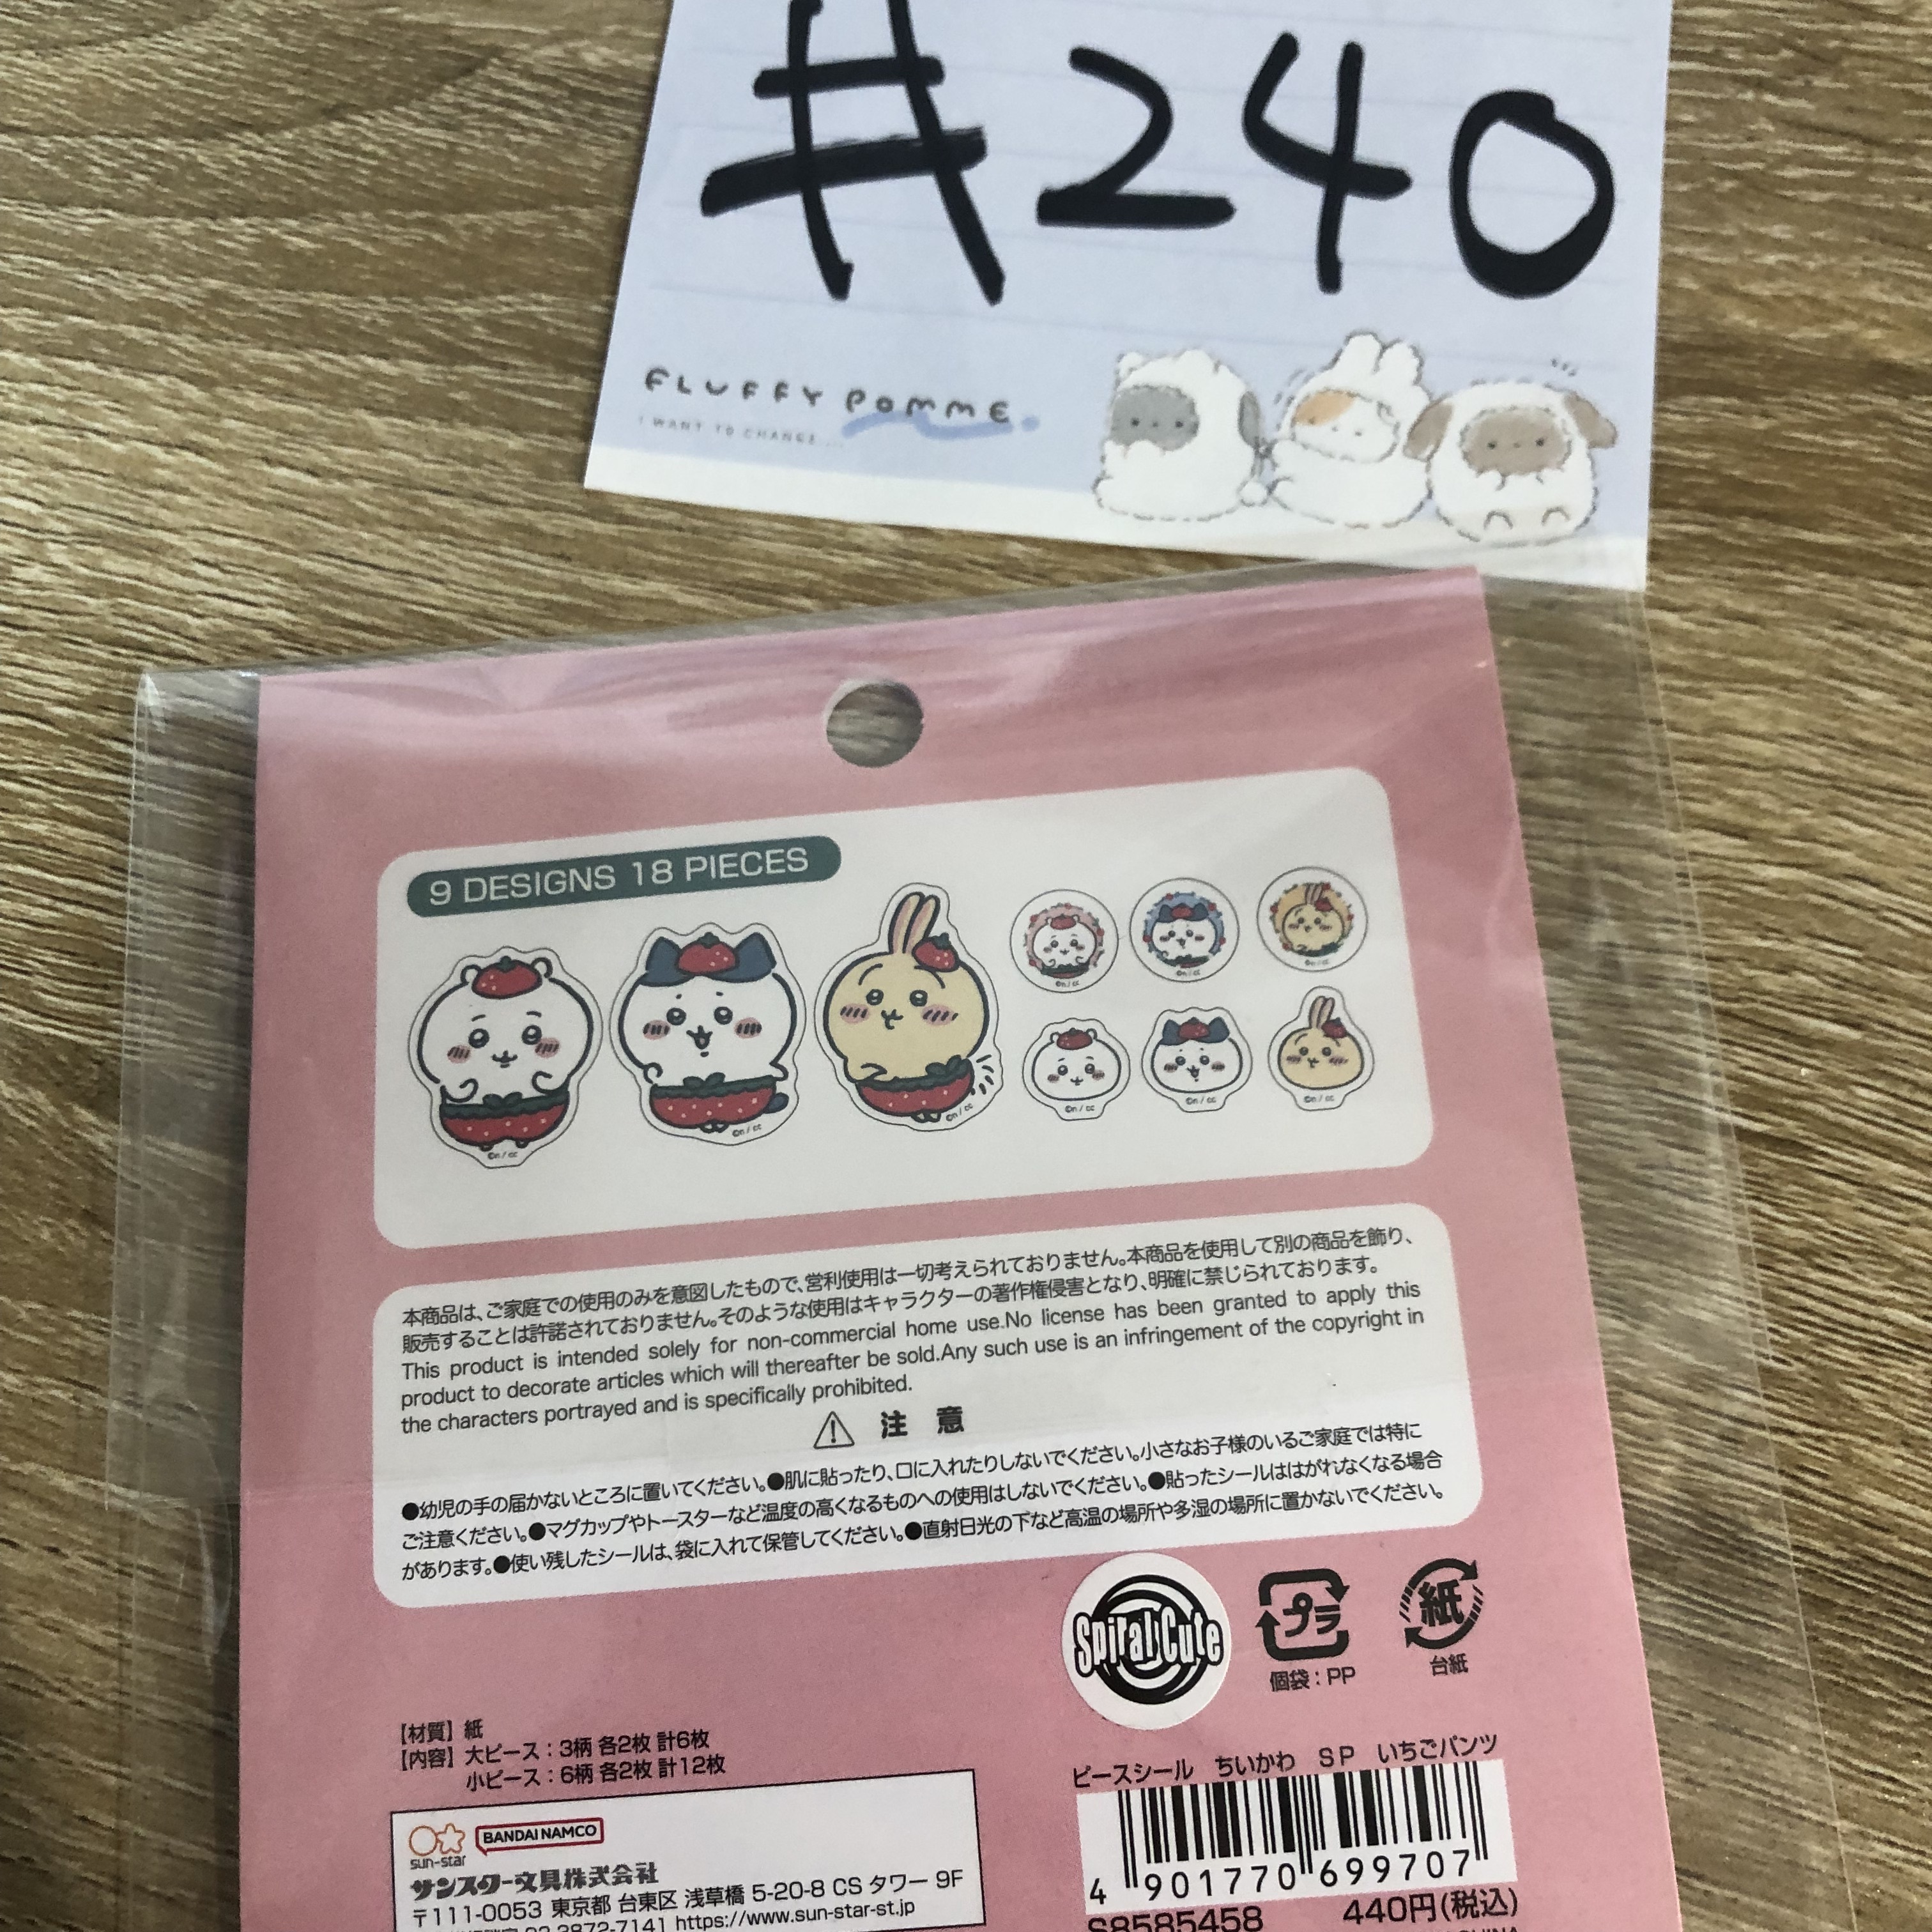 #240
FLUFFY POMME.
I WANT TO CHANGE...
9 DESIGNS 18 PIECES
©n / cc
©n / cc
©n / cc
©n / cc
©n / cc
©n / cc
©n / cc
©n / cc
©n / cc
本商品は、ご家庭での使用のみを意図したもので、営利使用は一切考えられておりません。本商品を使用して別の商品を飾り、
販売することは許諾されておりません。そのような使用はキャラクターの著作権侵害となり、明確に禁じられております。
This product is intended solely for non-commercial home use.No license has been granted to apply this
product to decorate articles which will thereafter be sold.Any such use is an infringement of the copyright in
the characters portrayed and is specifically prohibited.
注 意
●幼児の手の届かないところに置いてください。●肌に貼ったり、口に入れたりしないでください。小さなお子様のいるご家庭では特に
ご注意ください。●マグカップやトースターなど温度の高くなるものへの使用はしないでください。●貼ったシールははがれなくなる場合
があります。●使い残したシールは、袋に入れて保管してください。●直射日光の下など高温の場所や多湿の場所に置かないでください。
Spiral Cute
プラ
個袋：PP
紙
台紙
【材質】紙
【内容】大ピース：3柄 各2枚 計6枚
小ピース：6柄 各2枚 計12枚
sun-star
BANDAI NAMCO
サンスター文具株式会社
〒111-0053 東京都 台東区 浅草橋 5-20-8 CS タワー 9F
03-3872-7141 https://www.sun-star-st.jp
ピースシール ちいかわ SP いちごパンツ
4 901770 699707
S8585458 440円(税込)